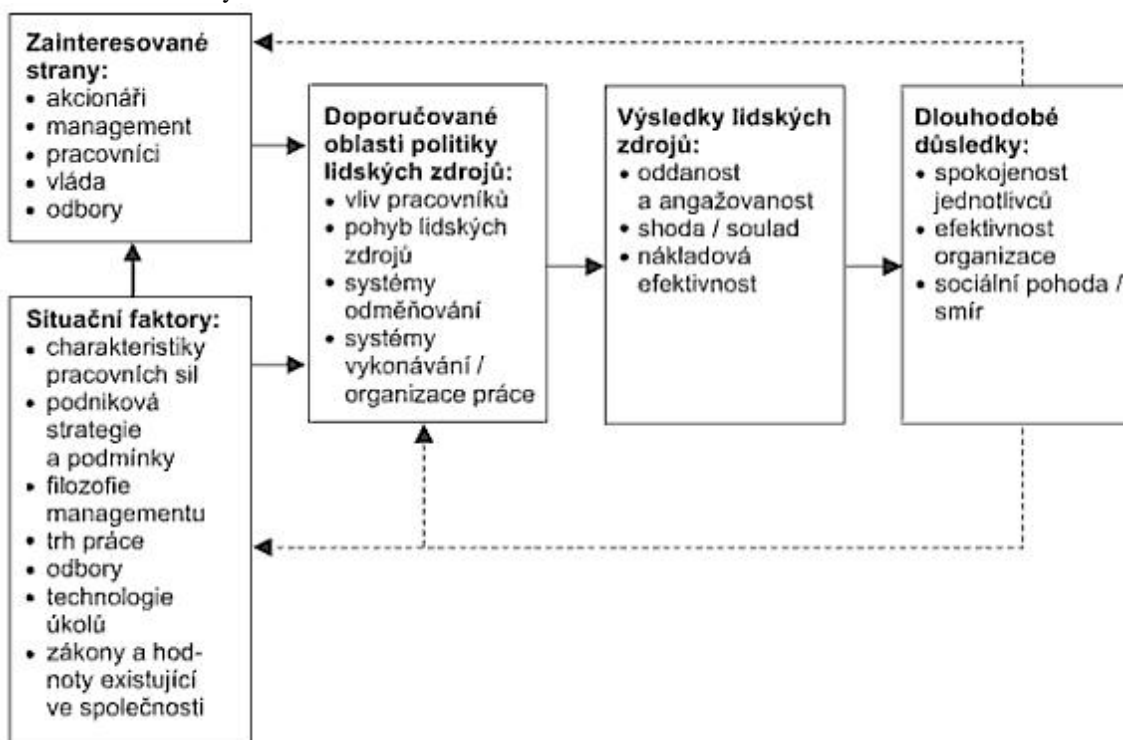 Zainteresované
strany:
• akcionáři
• management
• pracovníci
• vláda
• odbory
Situační faktory:
• charakteristiky
pracovních sil
• podniková
strategie
a podmínky
• filozofie
managementu
• trh práce
• odbory
• technologie
úkolů
• zákony a hod-
noty existující
ve společnosti
Doporučované
oblasti politiky
lidských zdrojů:
• vliv pracovníků
• pohyb lidských
zdrojů
• systémy
odměňování
• systémy
vykonávání /
organizace práce
Výsledky lidských
zdrojů:
• oddanost
a angažovanost
• shoda / soulad
• nákladová
efektivnost
Dlouhodobé
důsledky:
• spokojenost
jednotlivců
• efektivnost
organizace
• sociální pohoda /
smír